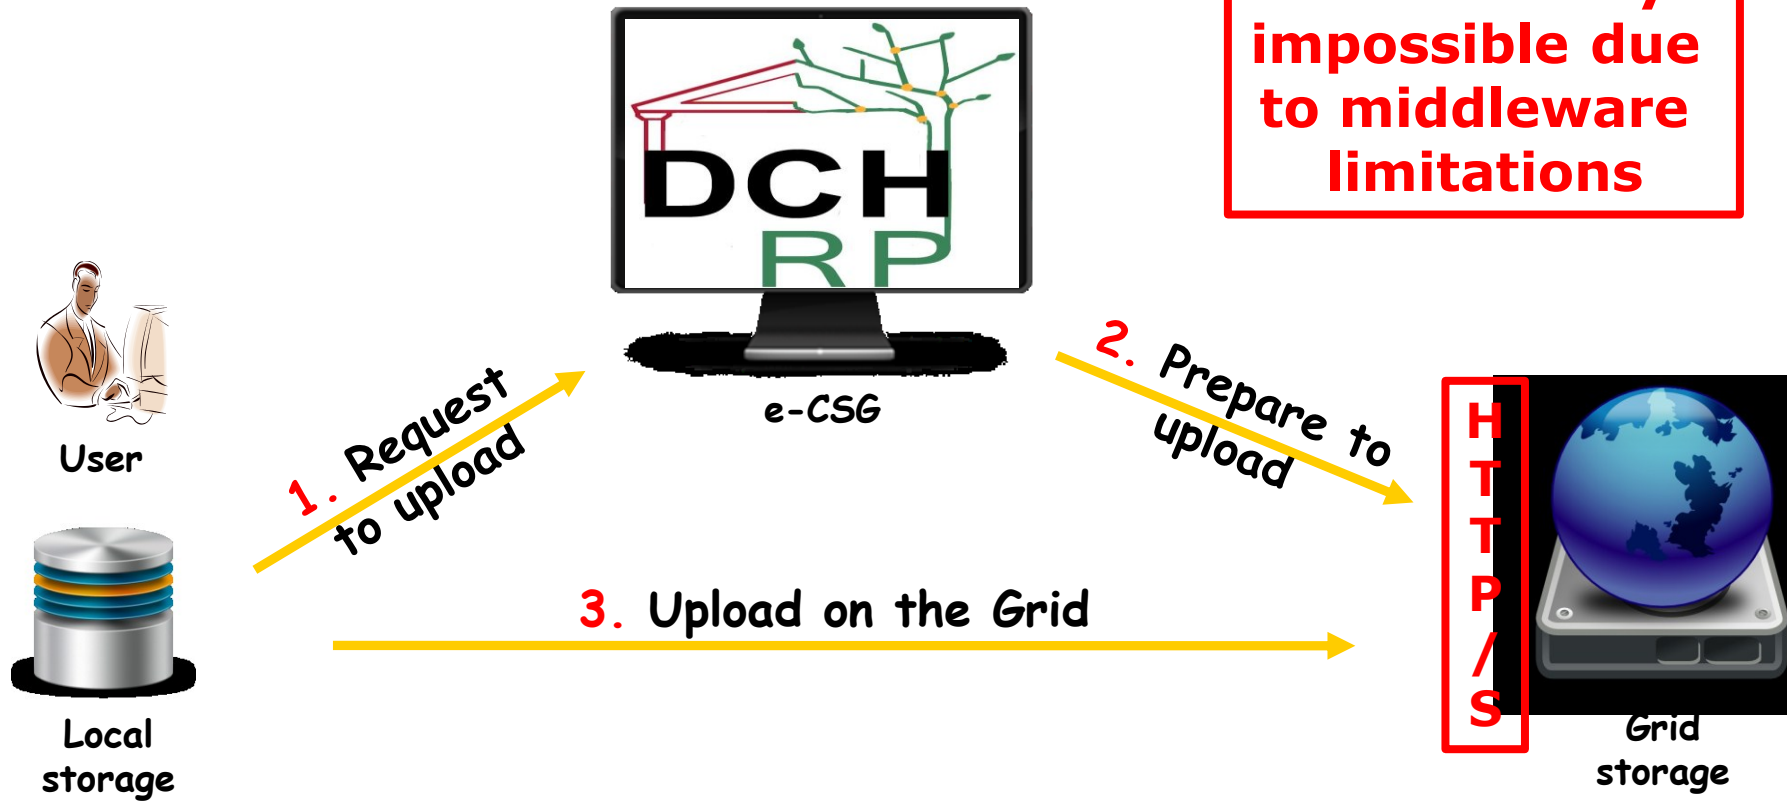 impossible due
to middleware
limitations
DCH
RP
e-CSG
User
1. Request
to upload
2. Prepare to
upload
3. Upload on the Grid
HTTP/S
Local
storage
Grid
storage